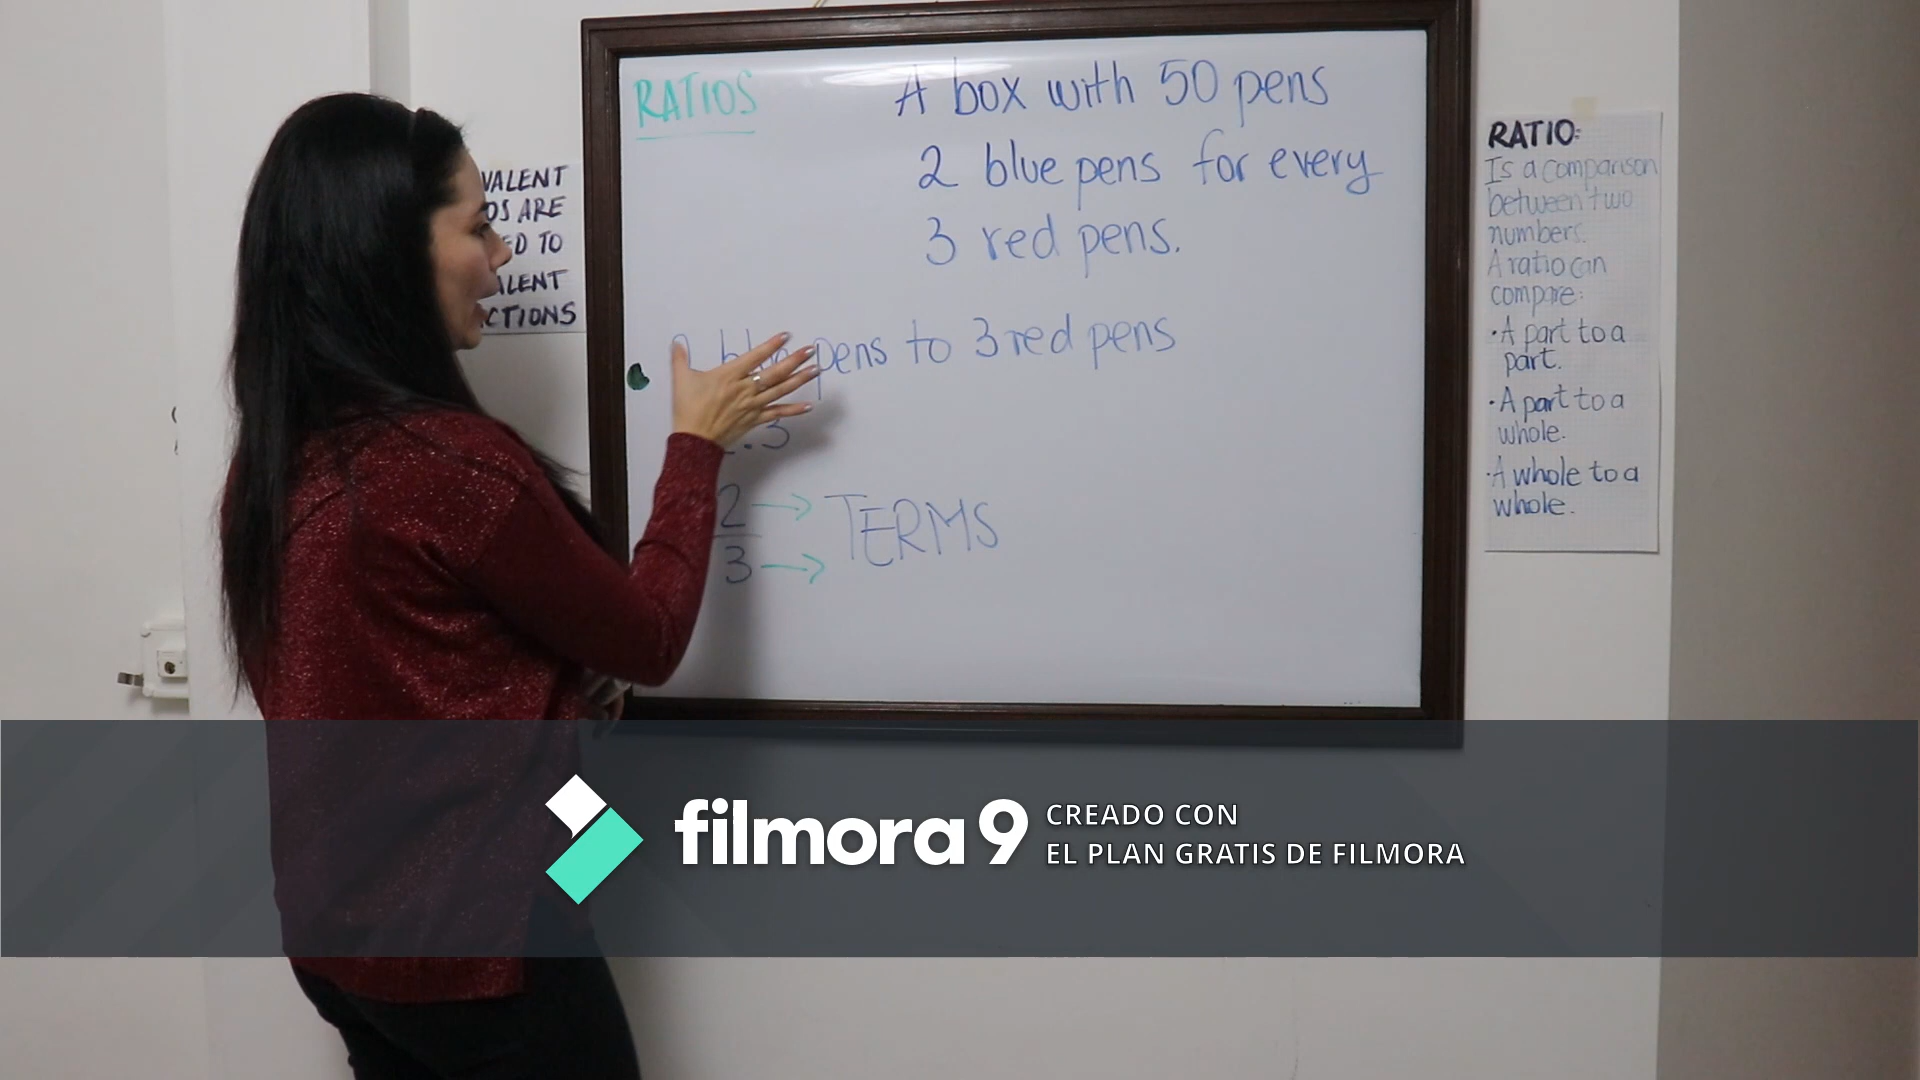 RATIOS
A box with 50 pens
2 blue pens for every
3 red pens.
blue pens to 3 red pens
:3
2
3
TERMS
VALENT
OS ARE
ED TO
ALENT
CTIONS
RATIO:
Is a comparison
between two
numbers.
A ratio can
compare:
·A part to a
part.
·A part to a
whole.
·A whole to a
whole.
filmora 9
CREADO CON
EL PLAN GRATIS DE FILMORA